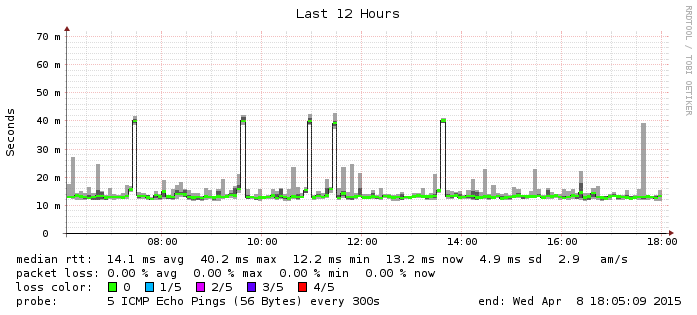 Last 12 Hours
RRDTOOL / TOBI OETIKER
Seconds
70 m
60 m
50 m
40 m
30 m
20 m
10 m
0
08:00 10:00 12:00 14:00 16:00 18:00
median rtt: 14.1 ms avg 40.2 ms max 12.2 ms min 13.2 ms now 4.9 ms sd 2.9 am/s
packet loss: 0.00 % avg 0.00 % max 0.00 % min 0.00 % now
loss color: 0 1/5 2/5 3/5 4/5
probe: 5 ICMP Echo Pings (56 Bytes) every 300s end: Wed Apr 8 18:05:09 2015